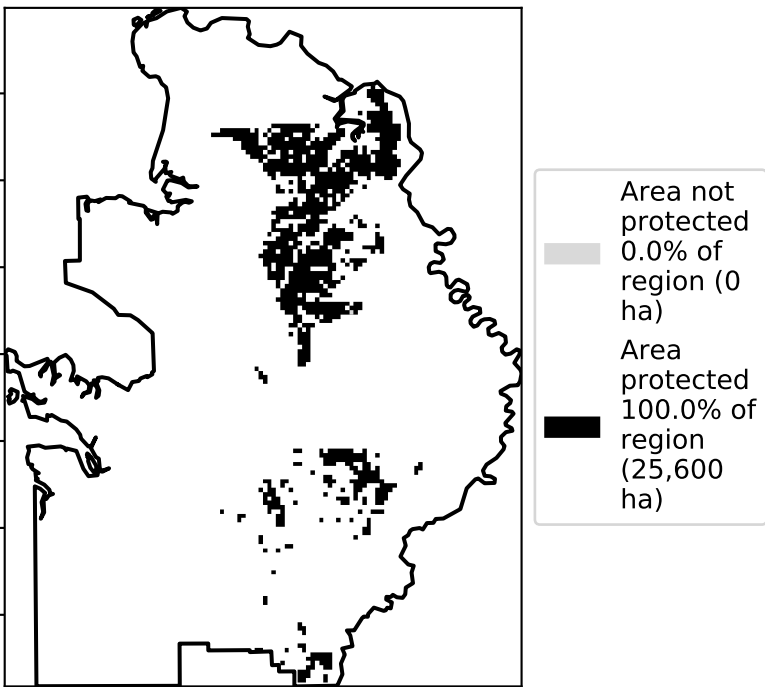 Area not
protected
0.0% of
region (0
ha)
Area
protected
100.0% of
region
(25,600
ha)